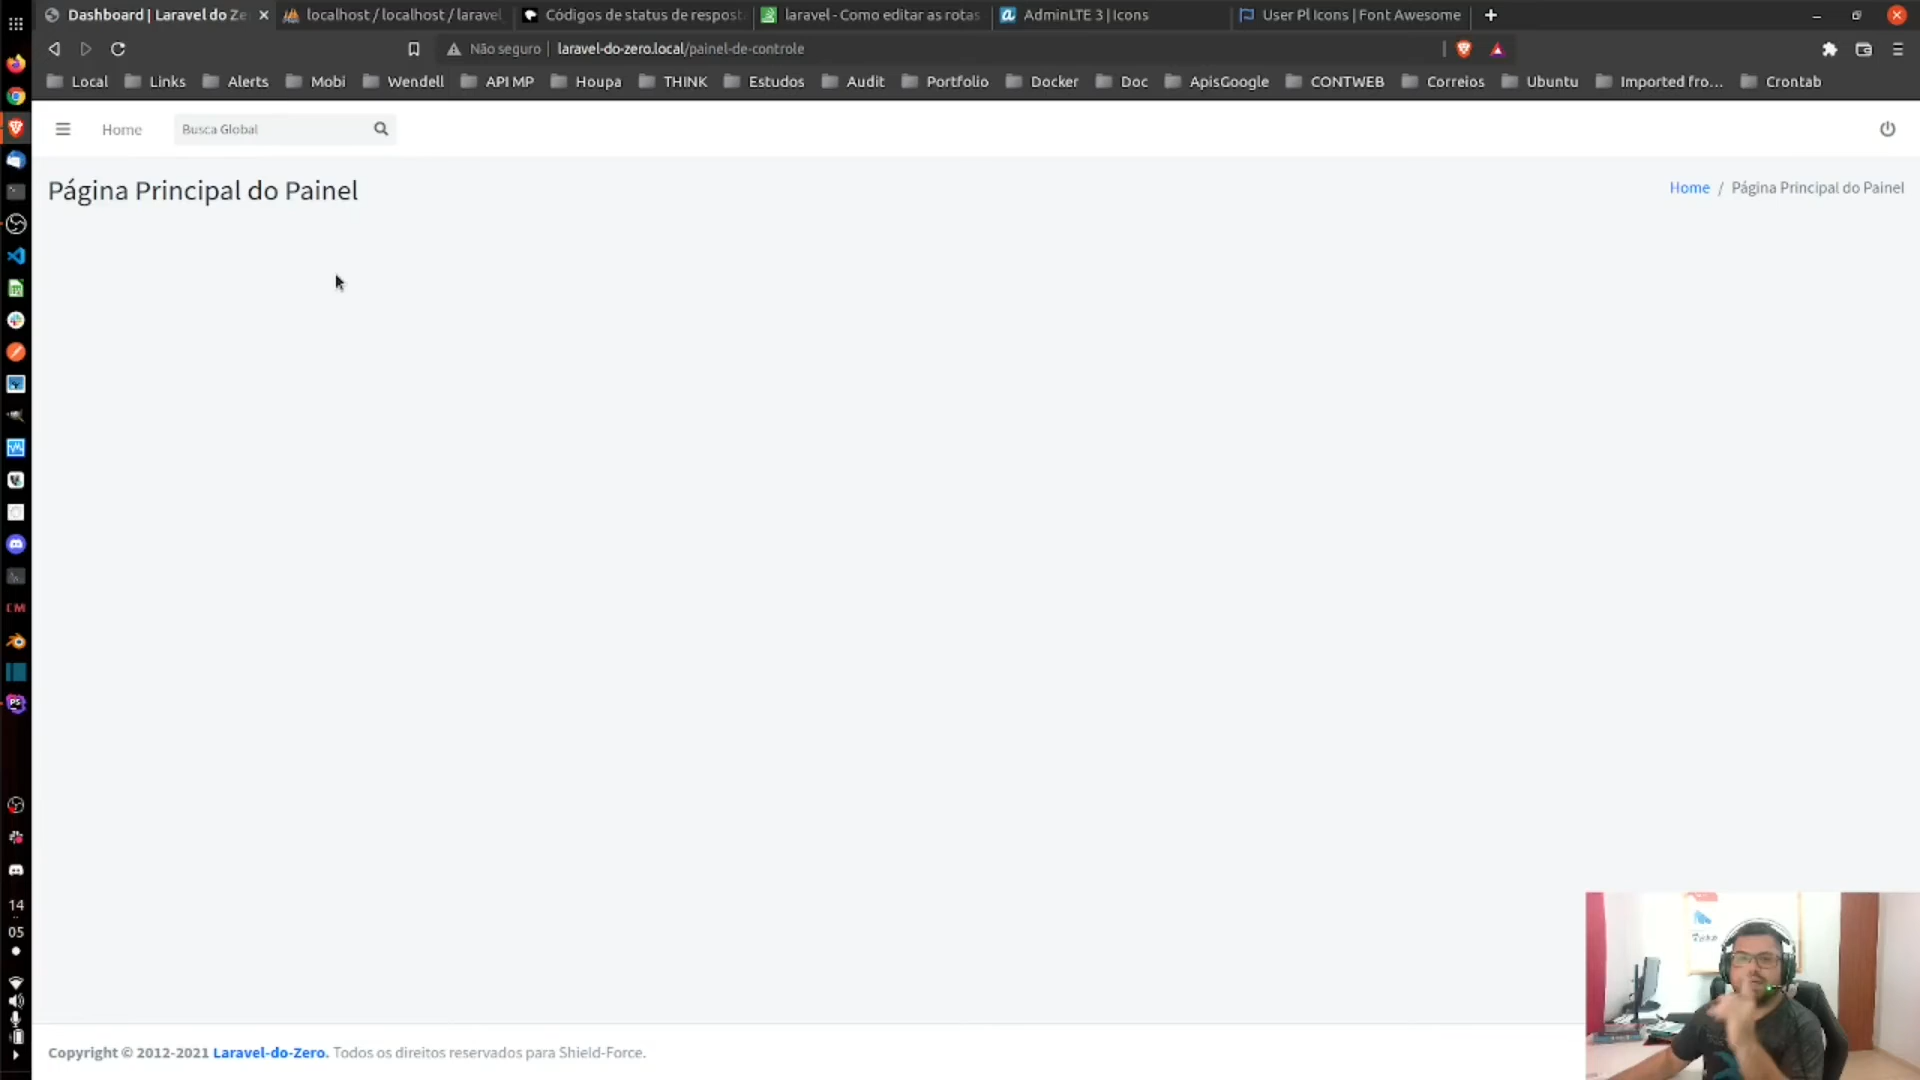 Dashboard | Laravel do Ze
localhost / localhost / laravel
Códigos de status de respost
laravel - Como editar as rotas
AdminLTE 3 | Icons
User Pl Icons | Font Awesome
Não seguro
laravel-do-zero.local/painel-de-controle
Local
Links
Alerts
Mobi
Wendell
API MP
Houpa
THINK
Estudos
Audit
Portfolio
Docker
Doc
ApisGoogle
CONTWEB
Correios
Ubuntu
Imported fro...
Crontab
Home
Busca Global
Página Principal do Painel
Home / Página Principal do Painel
CM
PS
14
05
Copyright © 2012-2021 Laravel-do-Zero. Todos os direitos reservados para Shield-Force.